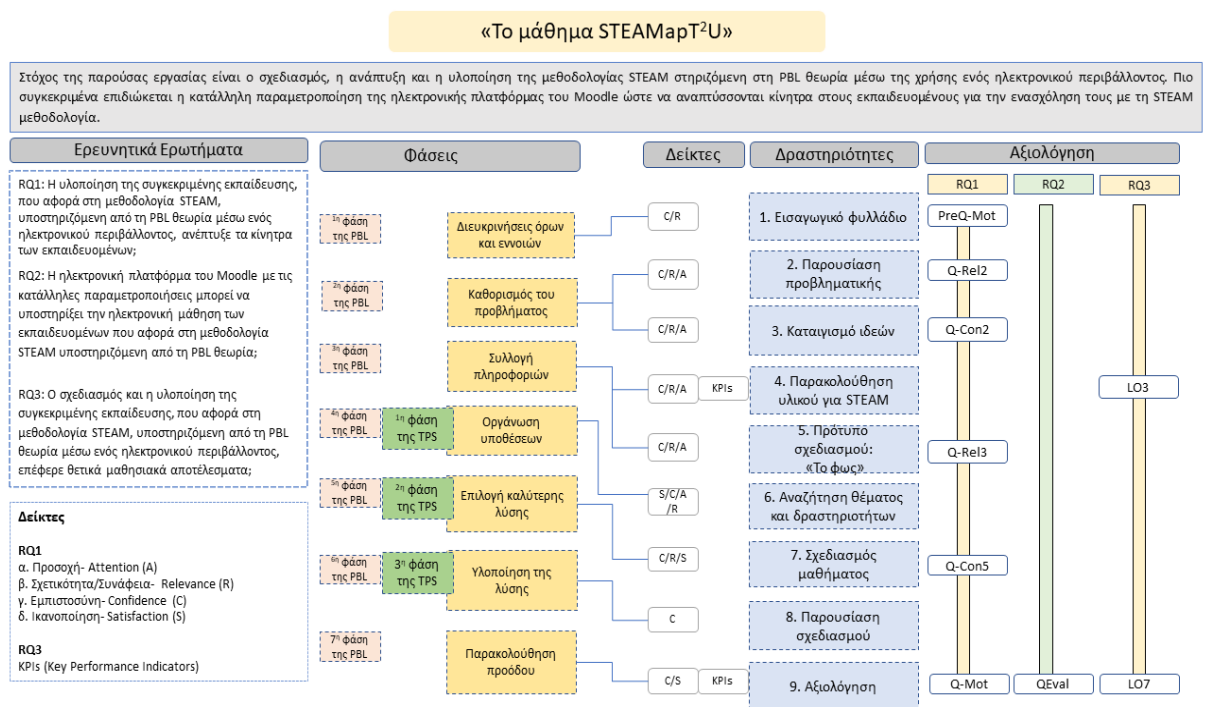 «Το μάθημα STEAMapT²U»
Στόχος της παρούσας εργασίας είναι ο σχεδιασμός, η ανάπτυξη και η υλοποίηση της μεθοδολογίας STEAM στηριζόμενη στη PBL θεωρία μέσω της χρήσης ενός ηλεκτρονικού περιβάλλοντος. Πιο
συγκεκριμένα επιδιώκεται η κατάλληλη παραμετροποίηση της ηλεκτρονικής πλατφόρμας του Moodle ώστε να αναπτύσσονται κίνητρα στους εκπαιδευομένους για την ενασχόληση τους με τη STEAM
μεθοδολογία.
Ερευνητικά Ερωτήματα
RQ1: Η υλοποίηση της συγκεκριμένης εκπαίδευσης,
που αφορά στη μεθοδολογία STEAM,
υποστηριζόμενη από τη PBL θεωρία μέσω ενός
ηλεκτρονικού περιβάλλοντος, ανέπτυξε τα κίνητρα
των εκπαιδευομένων;
RQ2: Η ηλεκτρονική πλατφόρμα του Moodle με τις
κατάλληλες παραμετροποιήσεις μπορεί να
υποστηρίξει την ηλεκτρονική μάθηση των
εκπαιδευομένων που αφορά στη μεθοδολογία
STEAM υποστηριζόμενη από τη PBL θεωρία;
RQ3: Ο σχεδιασμός και η υλοποίηση της
συγκεκριμένης εκπαίδευσης, που αφορά στη
μεθοδολογία STEAM, υποστηριζόμενη από τη PBL
θεωρία μέσω ενός ηλεκτρονικού περιβάλλοντος,
επέφερε θετικά μαθησιακά αποτέλεσματα;
Δείκτες
RQ1
α. Προσοχή- Attention (A)
β. Σχετικότητα/Συνάφεια- Relevance (R)
γ. Εμπιστοσύνη- Confidence (C)
δ. Ικανοποίηση- Satisfaction (S)
RQ3
KPIs (Key Performance Indicators)
Φάσεις
1η φάση
της PBL
Διευκρινήσεις όρων
και εννοιών
2η φάση
της PBL
Καθορισμός του
προβλήματος
3η φάση
της PBL
Συλλογή
πληροφοριών
4η φάση
της PBL
1η φάση
της TPS
Οργάνωση
υποθέσεων
5η φάση
της PBL
2η φάση
της TPS
Επιλογή καλύτερης
λύσης
6η φάση
της PBL
3η φάση
της TPS
Υλοποίηση της
λύσης
7η φάση
της PBL
Παρακολούθηση
προόδου
Δείκτες
C/R
C/R/A
C/R/A
C/R/A
KPIs
C/R/A
S/C/A
/R
C/R/S
C
C/S
KPIs
Δραστηριότητες
1. Εισαγωγικό φυλλάδιο
2. Παρουσίαση
προβληματικής
3. Καταιγισμό ιδεών
4. Παρακολούθηση
υλικού για STEAM
5. Πρότυπο
σχεδιασμού:
«Το φως»
6. Αναζήτηση θέματος
και δραστηριοτήτων
7. Σχεδιασμός
μαθήματος
8. Παρουσίαση
σχεδιασμού
9. Αξιολόγηση
Αξιολόγηση
RQ1
RQ2
RQ3
PreQ-Mot
Q-Rel2
Q-Con2
LO3
Q-Rel3
Q-Con5
Q-Mot
QEval
LO7